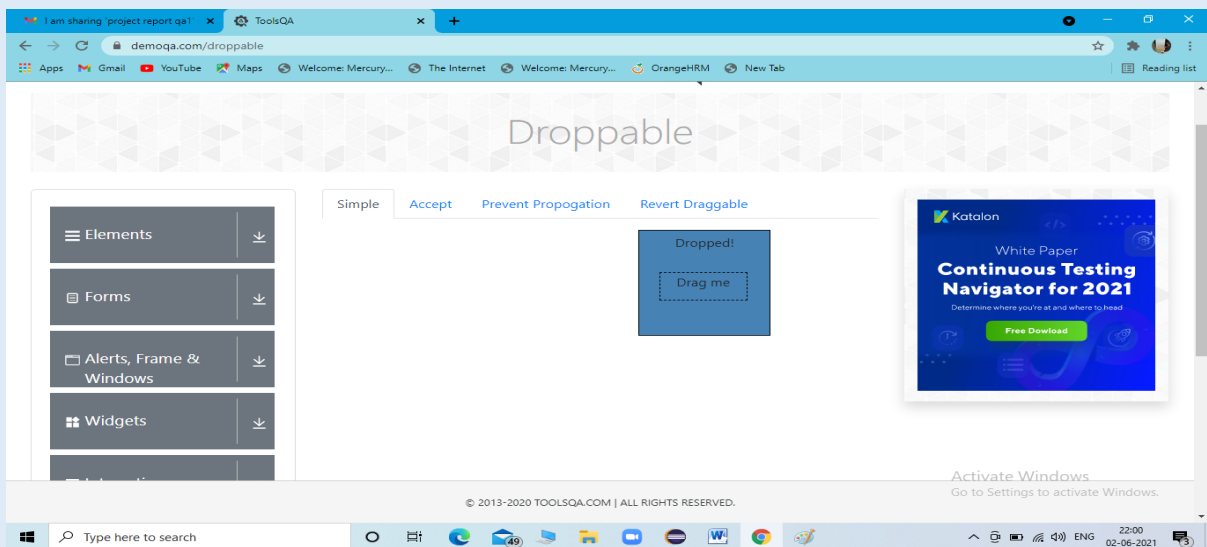 I am sharing 'project report qa1'
ToolsQA
demoqa.com/droppable
Apps
Gmail
YouTube
Maps
Welcome: Mercury...
The Internet
Welcome: Mercury...
OrangeHRM
New Tab
Reading list
Droppable
Simple
Accept
Prevent Propogation
Revert Draggable
Elements
Forms
Alerts, Frame &
Windows
Widgets
Dropped!
Drag me
Katalon
White Paper
Continuous Testing
Navigator for 2021
Determine where you're at and where to head
Free Dowload
Activate Windows
Go to Settings to activate Windows.
© 2013-2020 TOOLSQA.COM | ALL RIGHTS RESERVED.
Type here to search
49
ENG
22:00
02-06-2021
3